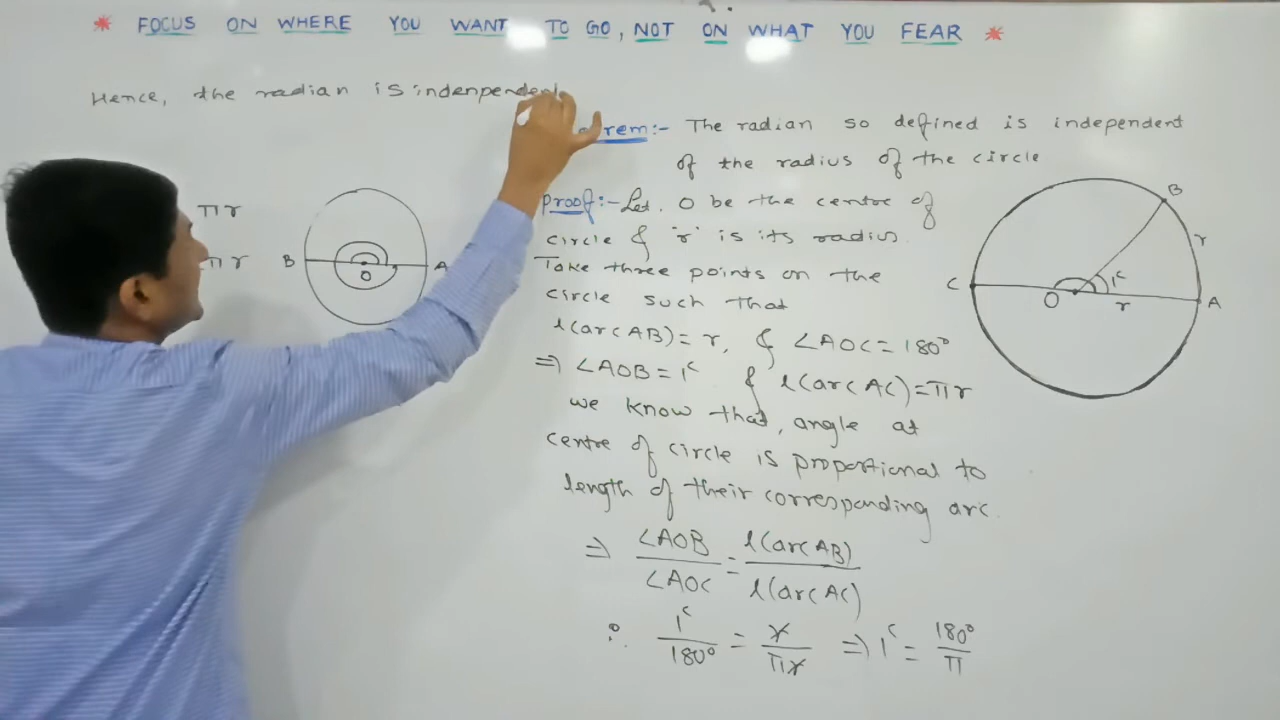 * FOCUS ON WHERE YOU WANT TO GO, NOT ON WHAT YOU FEAR *
Hence, the radian is indenpendent
πr
πr
B
O
A
rem:- The radian so defined is independent
of the radius of the circle
Proof:- Let. O be the centre of
circle & 'r' is its radius.
Take three points on the
circle such that
l(arc AB) = r, & ∠AOC = 180°
⇒ ∠AOB = 1ᶜ & l(arc AC) = πr
we know that, angle at
centre of circle is proportional to
length of their corresponding arc.
⇒ ∠AOB/∠AOC = l(arc AB)/l(arc AC)
∴ 1ᶜ/180° = r/πr ⇒ 1ᶜ = 180°/π
B
r
C
1ᶜ
O
r
A